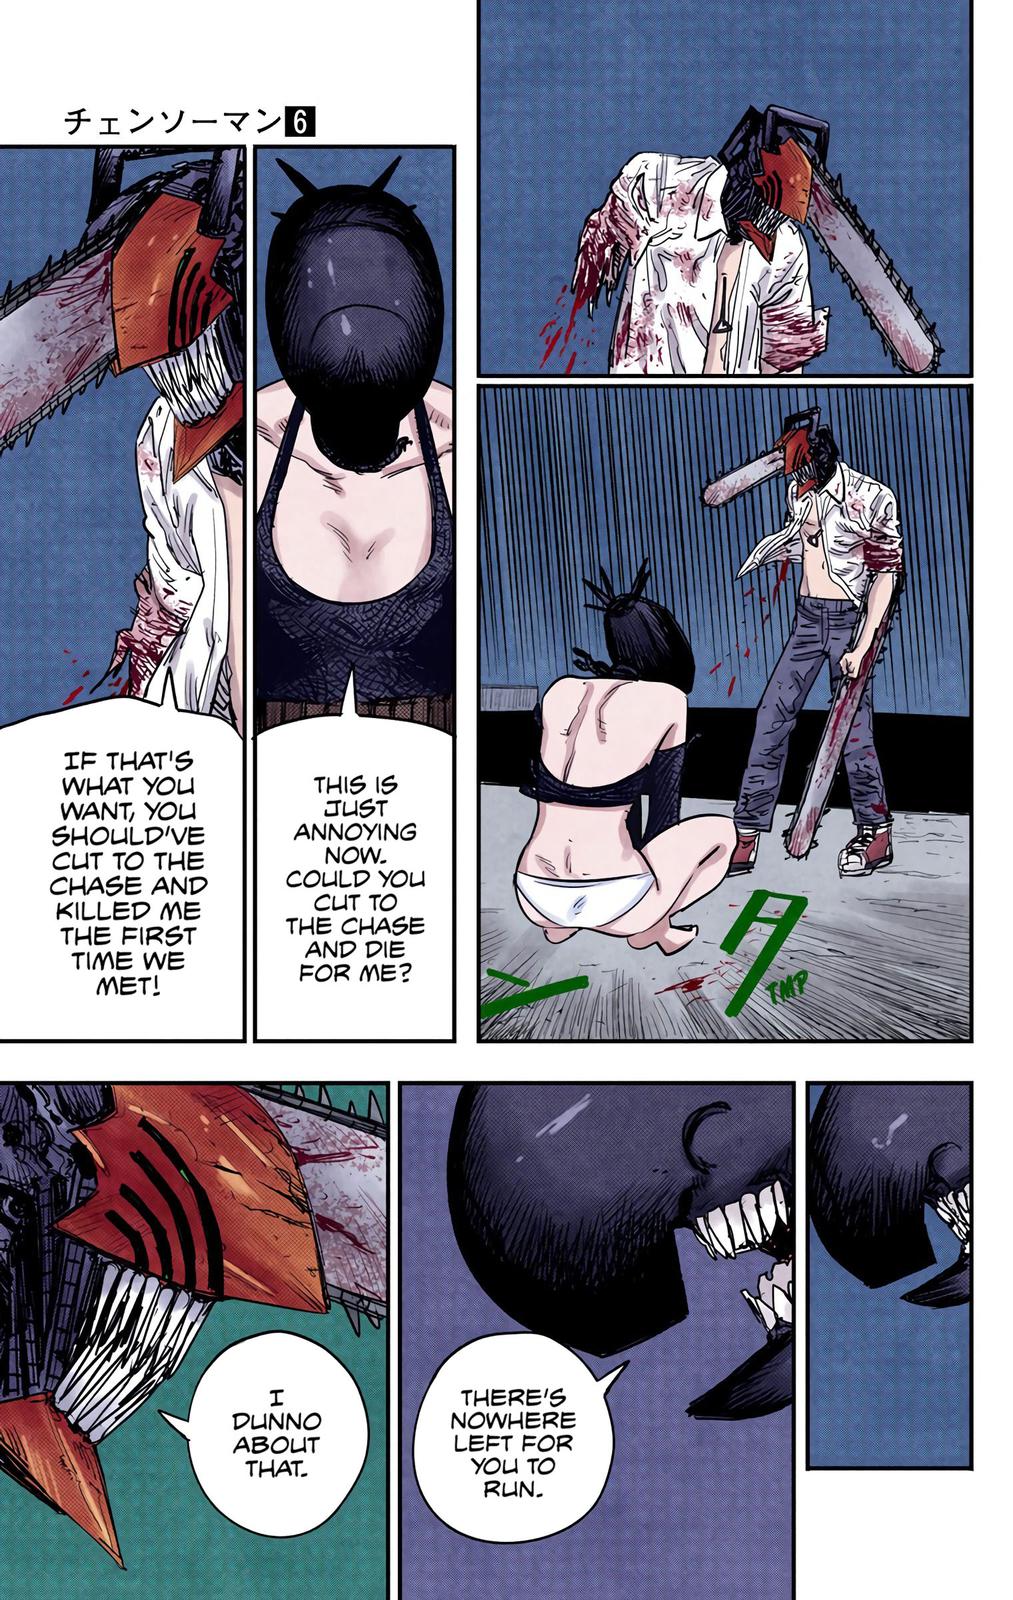 チェンソーマン6
タン
TMP
THIS IS
JUST
ANNOYING
NOW.
COULD YOU
CUT TO
THE CHASE
AND DIE
FOR ME?
IF THAT'S
WHAT YOU
WANT, YOU
SHOULD'VE
CUT TO THE
CHASE AND
KILLED ME
THE FIRST
TIME WE
MET!
THERE'S
NOWHERE
LEFT FOR
YOU TO
RUN.
I
DUNNO
ABOUT
THAT.